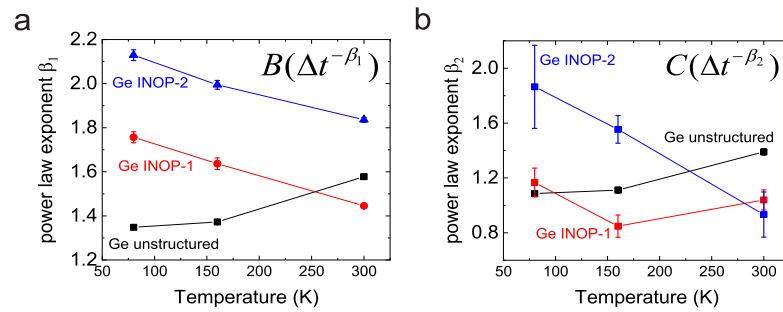 a
B(Δt^-β₁)
power law exponent β₁
2.2
2.0
1.8
1.6
1.4
1.2
Ge INOP-2
Ge INOP-1
Ge unstructured
50 100 150 200 250 300
Temperature (K)
b
C(Δt^-β₂)
power law exponent β₂
2.0
1.6
1.2
0.8
Ge INOP-2
Ge unstructured
Ge INOP-1
50 100 150 200 250 300
Temperature (K)